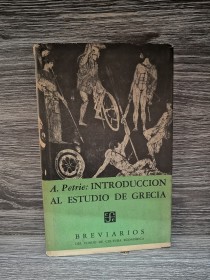 A. Petrie: INTRODUCCION
AL ESTUDIO DE GRECIA
BREVIARIOS
DEL FONDO DE CULTURA ECONOMICA